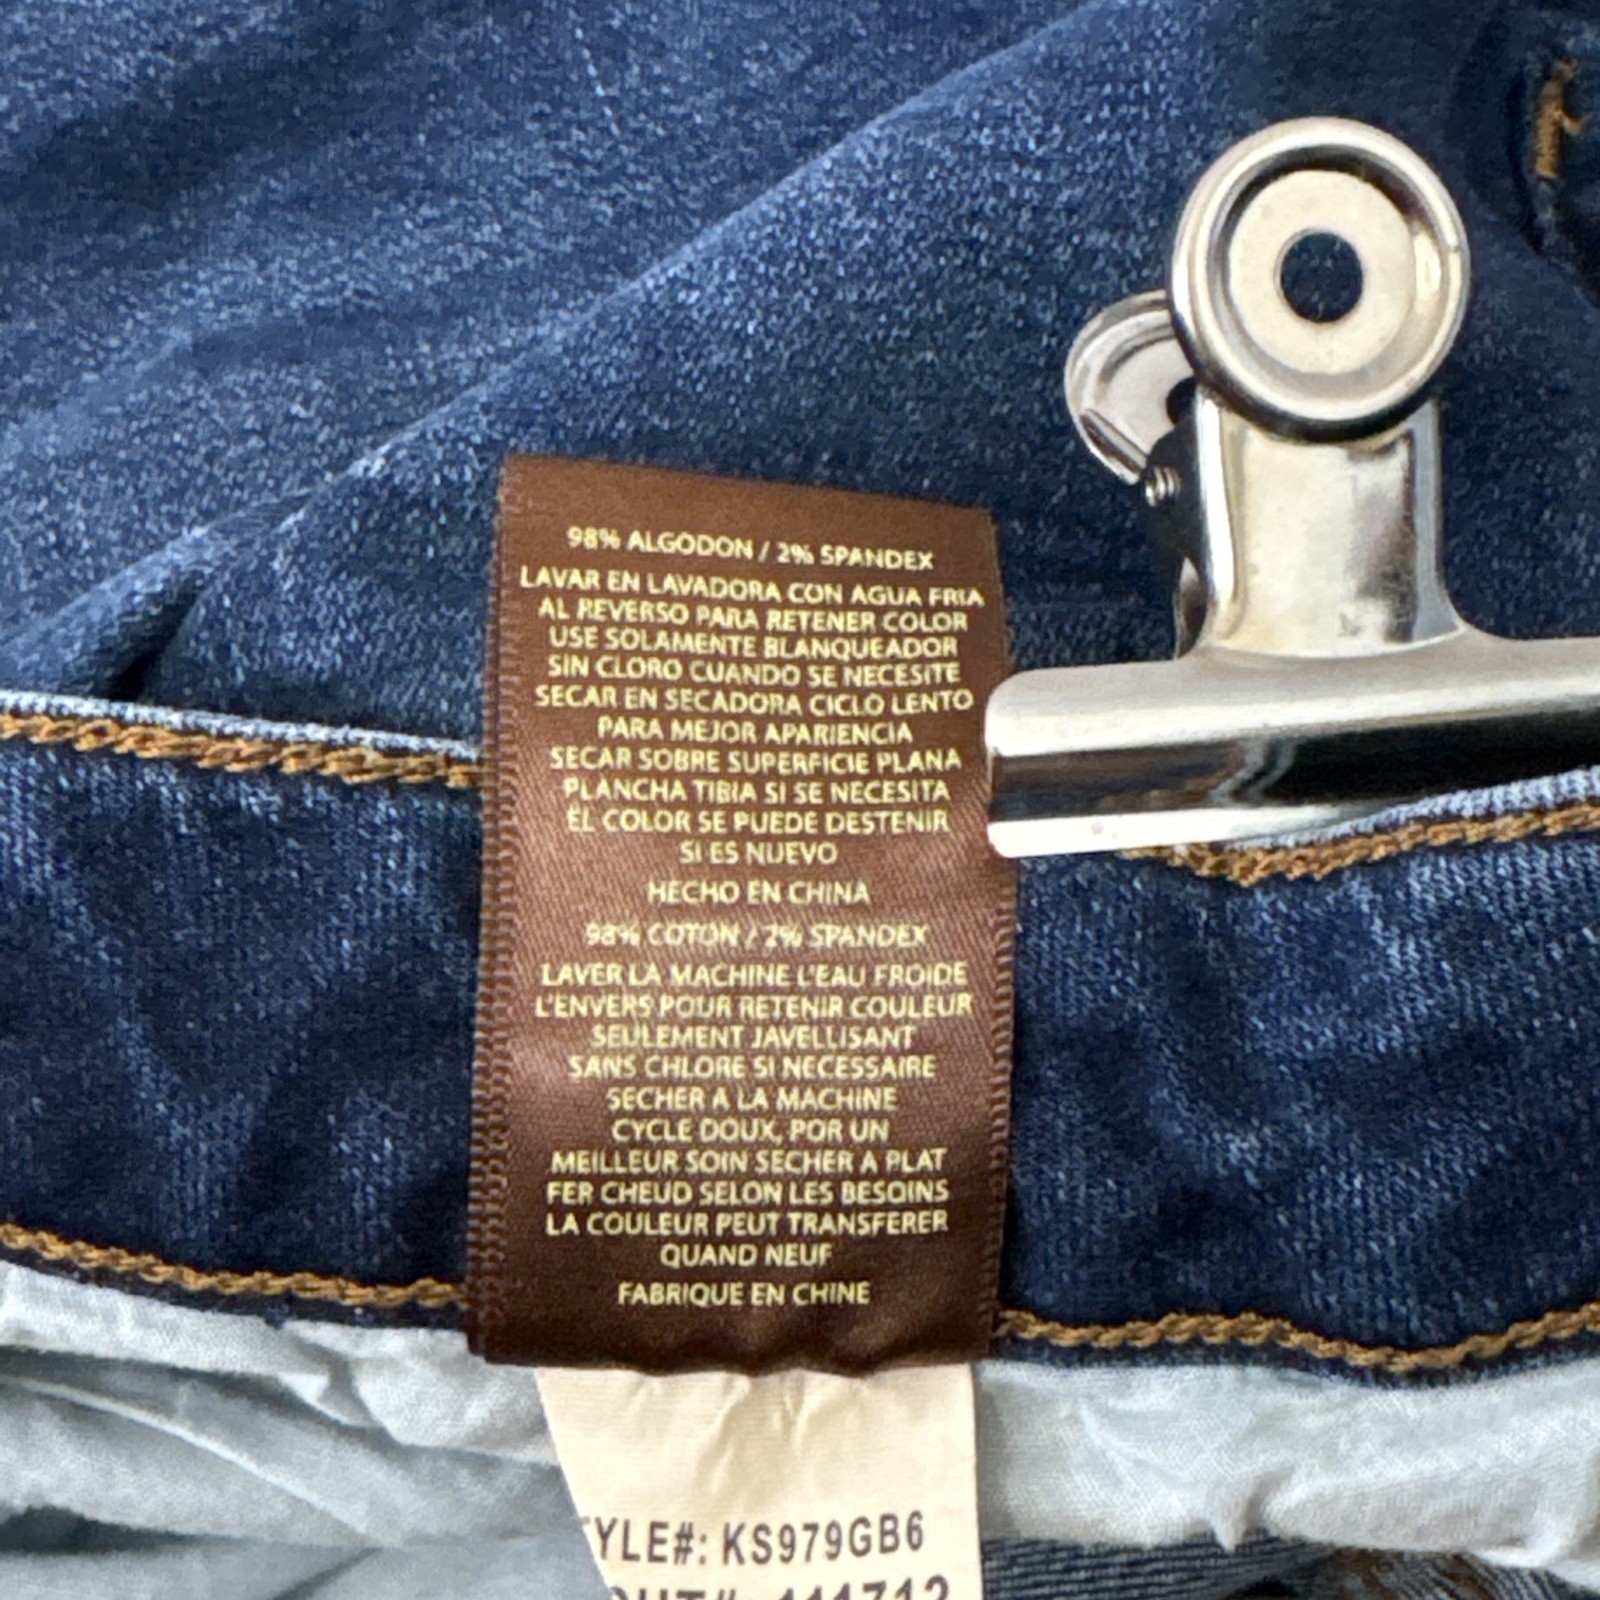 98% ALGODON / 2% SPANDEX
LAVAR EN LAVADORA CON AGUA FRIA
AL REVERSO PARA RETENER COLOR
USE SOLAMENTE BLANQUEADOR
SIN CLORO CUANDO SE NECESITE
SECAR EN SECADORA CICLO LENTO
PARA MEJOR APARIENCIA
SECAR SOBRE SUPERFICIE PLANA
PLANCHA TIBIA SI SE NECESITA
EL COLOR SE PUEDE DESTENIR
SI ES NUEVO
HECHO EN CHINA
98% COTON / 2% SPANDEX
LAVER LA MACHINE L'EAU FROIDE
L'ENVERS POUR RETENIR COULEUR
SEULEMENT JAVELLISANT
SANS CHLORE SI NECESSAIRE
SECHER A LA MACHINE
CYCLE DOUX, POR UN
MEILLEUR SOIN SECHER A PLAT
FER CHEUD SELON LES BESOINS
LA COULEUR PEUT TRANSFERER
QUAND NEUF
FABRIQUE EN CHINE
YLE#: KS979GB6